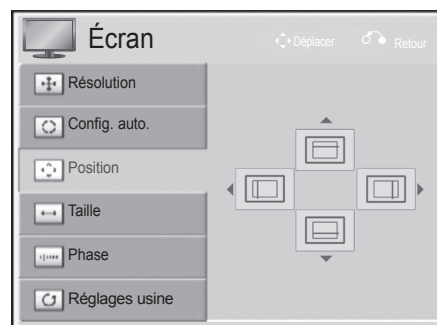 Écran
Déplacer
Retour
Résolution
Config. auto.
Position
Taille
Phase
Réglages usine